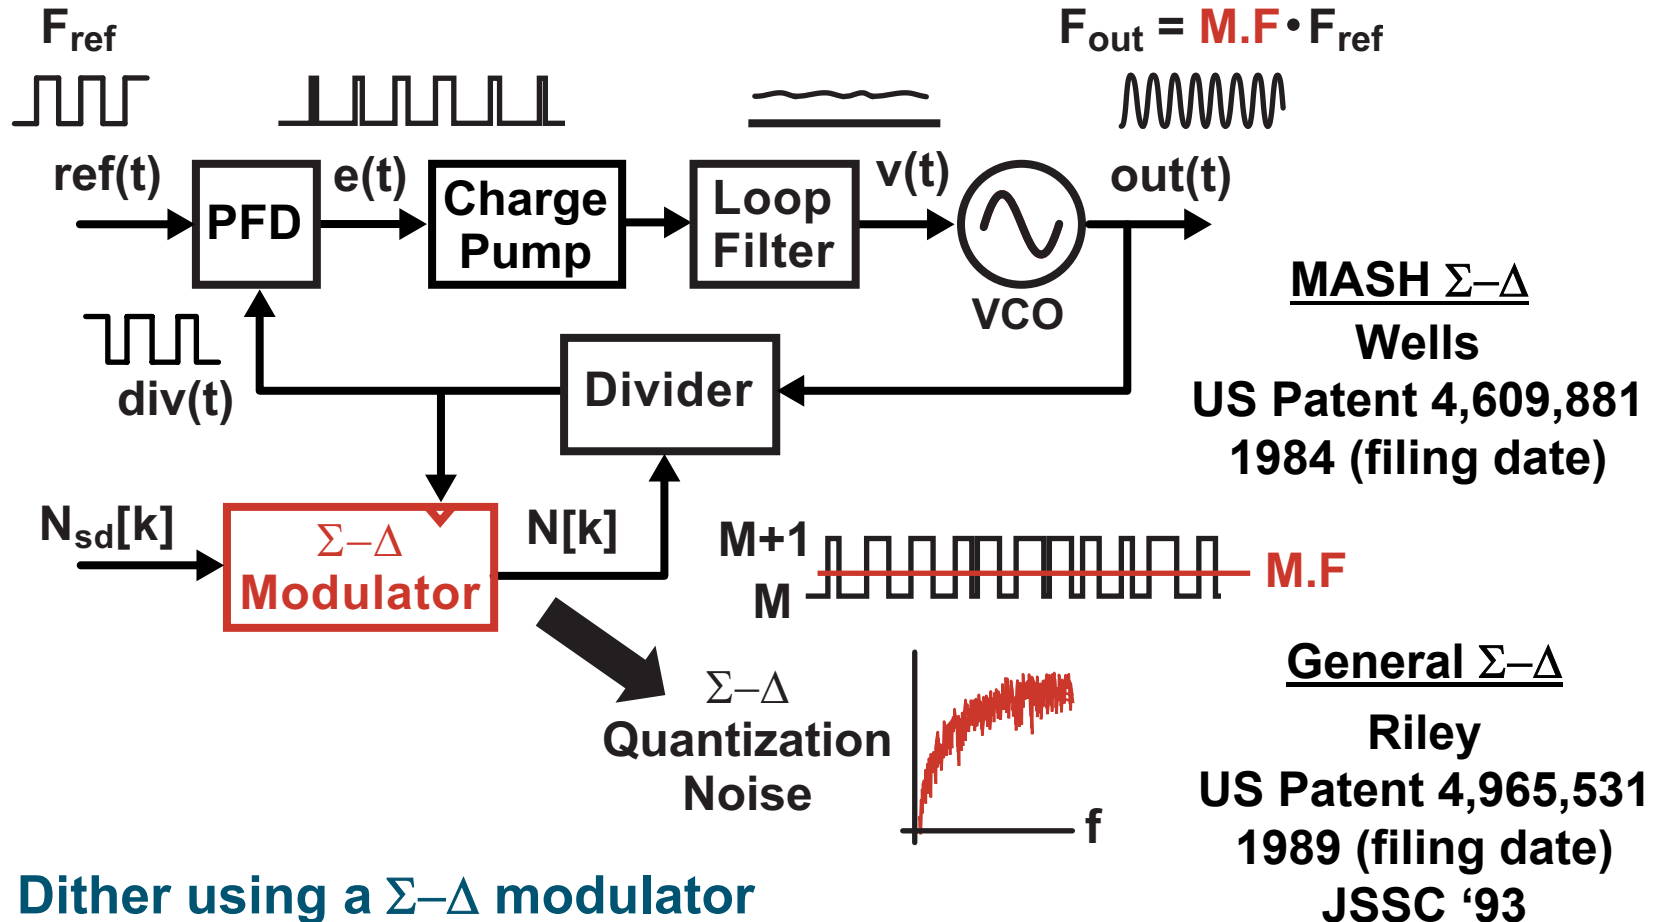 F_ref
F_out = M.F • F_ref
ref(t)
PFD
e(t)
Charge
Pump
Loop
Filter
v(t)
out(t)
VCO
div(t)
Divider
MASH Σ–Δ
Wells
US Patent 4,609,881
1984 (filing date)
N_sd[k]
Σ–Δ
Modulator
N[k]
M+1
M
M.F
Σ–Δ
Quantization
Noise
f
General Σ–Δ
Riley
US Patent 4,965,531
1989 (filing date)
JSSC ‘93
Dither using a Σ–Δ modulator